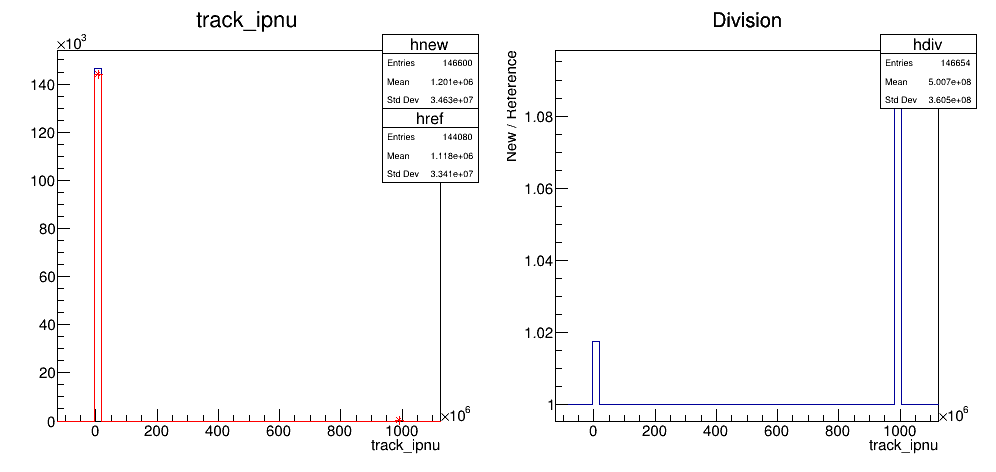 track_ipnu
×10³
hnew
Entries 146600
Mean 1.201e+06
Std Dev 3.463e+07
href
Entries 144080
Mean 1.118e+06
Std Dev 3.341e+07
140
120
100
80
60
40
20
0
0 200 400 600 800 1000 ×10⁶
track_ipnu
Division
hdiv
Entries 146654
Mean 5.007e+08
Std Dev 3.605e+08
New / Reference
1.08
1.06
1.04
1.02
1
0 200 400 600 800 1000 ×10⁶
track_ipnu